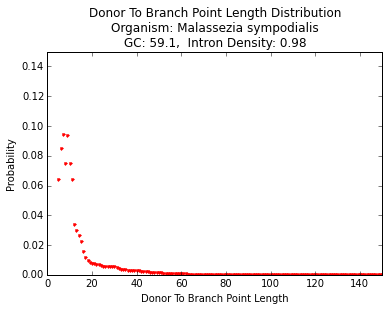 Donor To Branch Point Length Distribution
Organism: Malassezia sympodialis
GC: 59.1,  Intron Density: 0.98
0.14
0.12
0.10
0.08
0.06
0.04
0.02
0.00
Probability
0 20 40 60 80 100 120 140
Donor To Branch Point Length